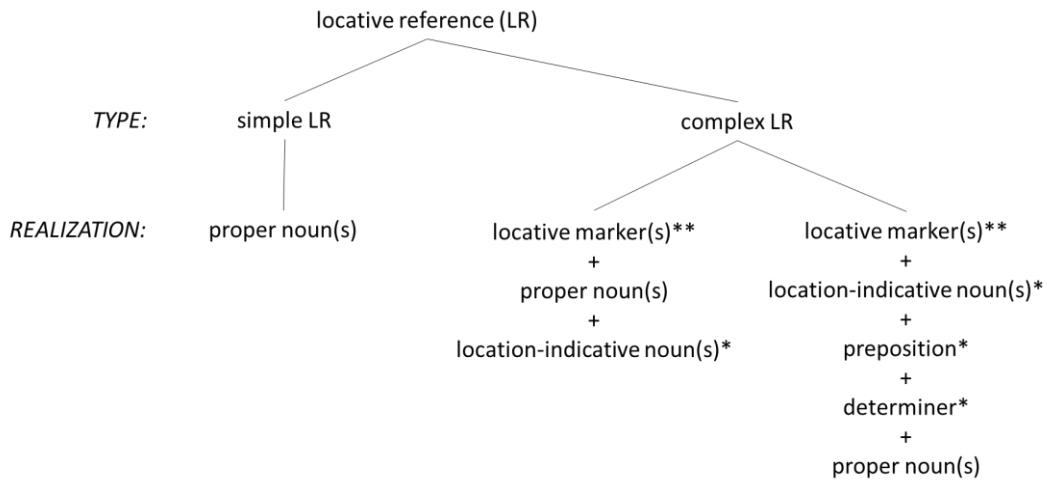 locative reference (LR)
TYPE: simple LR complex LR
REALIZATION: proper noun(s) locative marker(s)** locative marker(s)**
+ +
proper noun(s) location-indicative noun(s)*
+ +
location-indicative noun(s)* preposition*
+
determiner*
+
proper noun(s)